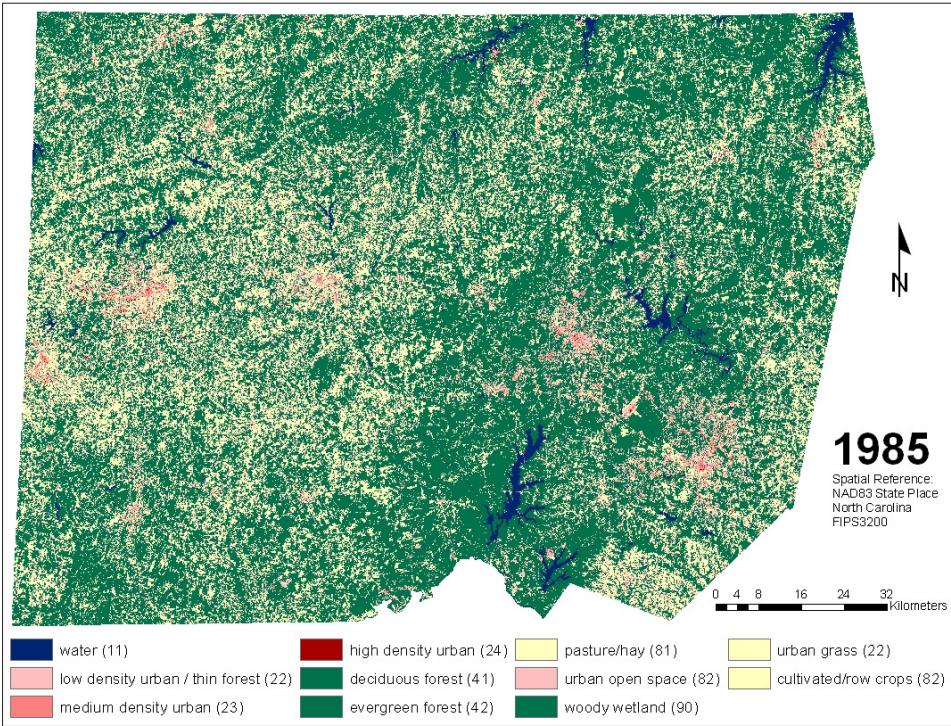 N
1985
Spatial Reference:
NAD83 State Place
North Carolina
FIPS3200
0 4 8 16 24 32
Kilometers
water (11)
high density urban (24)
pasture/hay (81)
urban grass (22)
low density urban / thin forest (22)
deciduous forest (41)
urban open space (82)
cultivated/row crops (82)
medium density urban (23)
evergreen forest (42)
woody wetland (90)